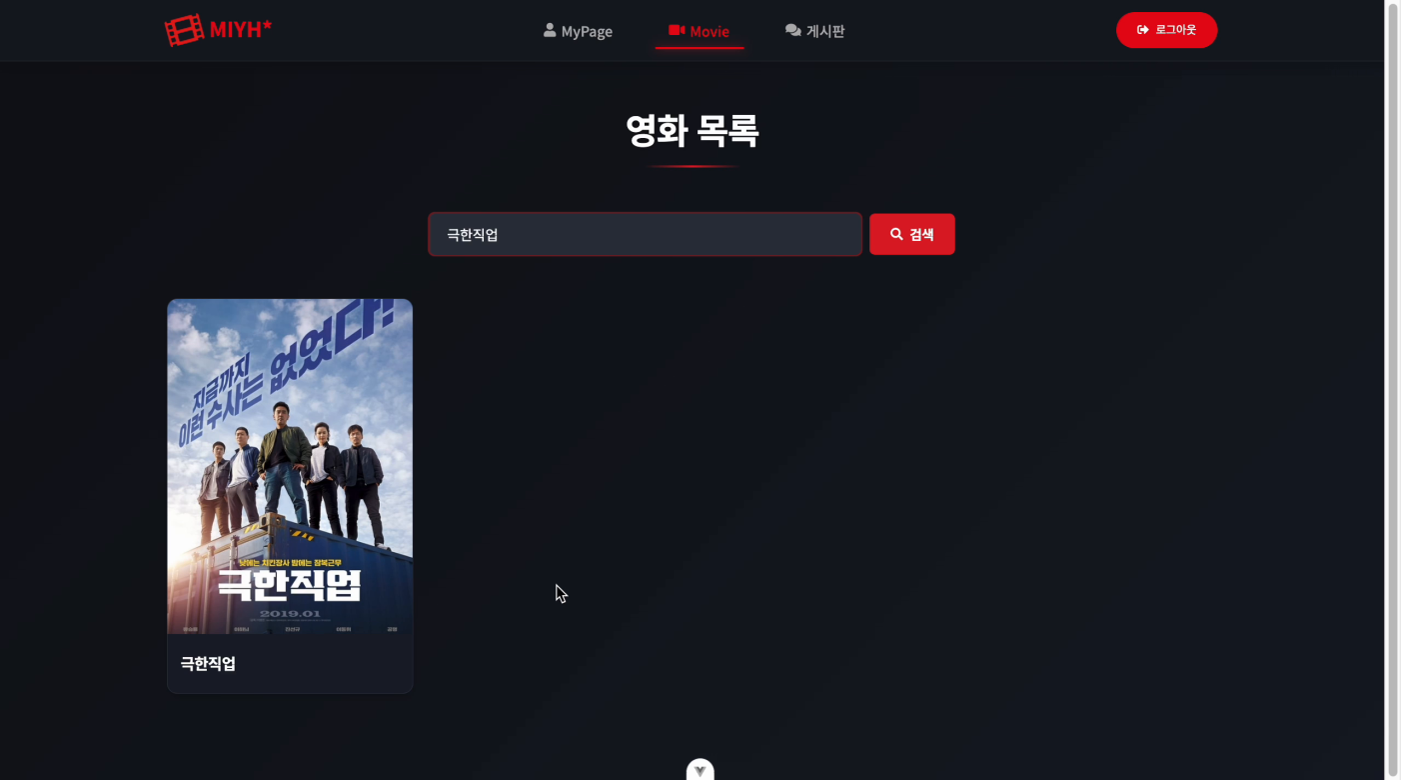 MIYH*
MyPage
Movie
게시판
로그아웃
영화 목록
극한직업
검색
지금까지
이런 수사는 없었다!
낮에는 치킨장사 밤에는 잠복근무
극한직업
2019.01
극한직업